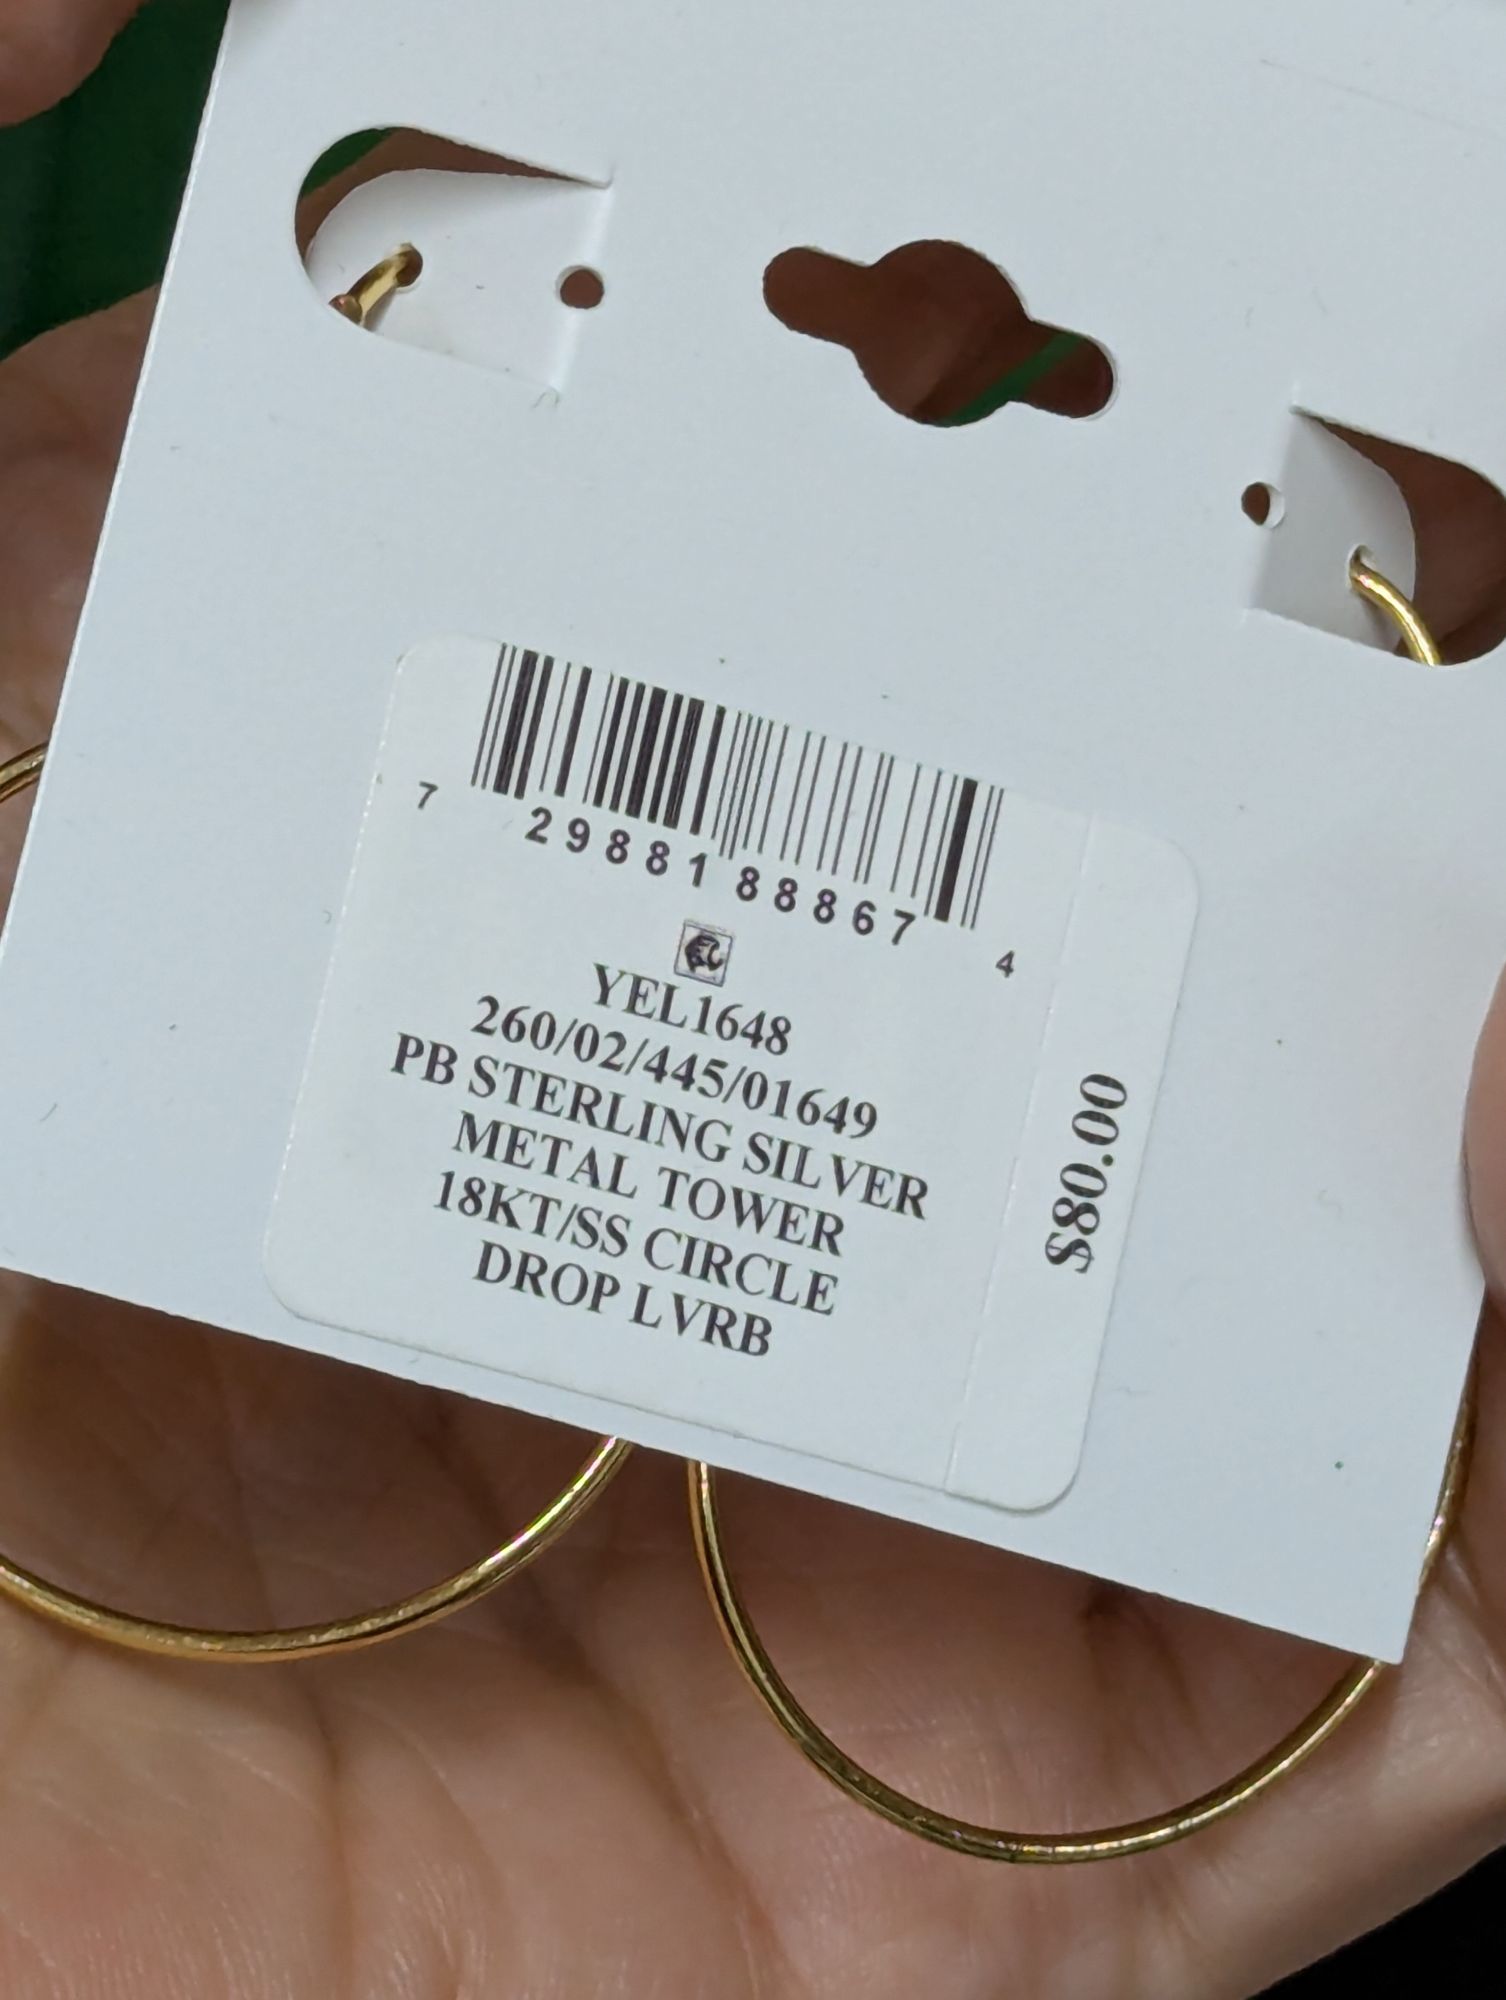 7 29881 88867 4
YEL1648
260/02/445/01649
PB STERLING SILVER
METAL TOWER
18KT/SS CIRCLE
DROP LVRB
$80.00